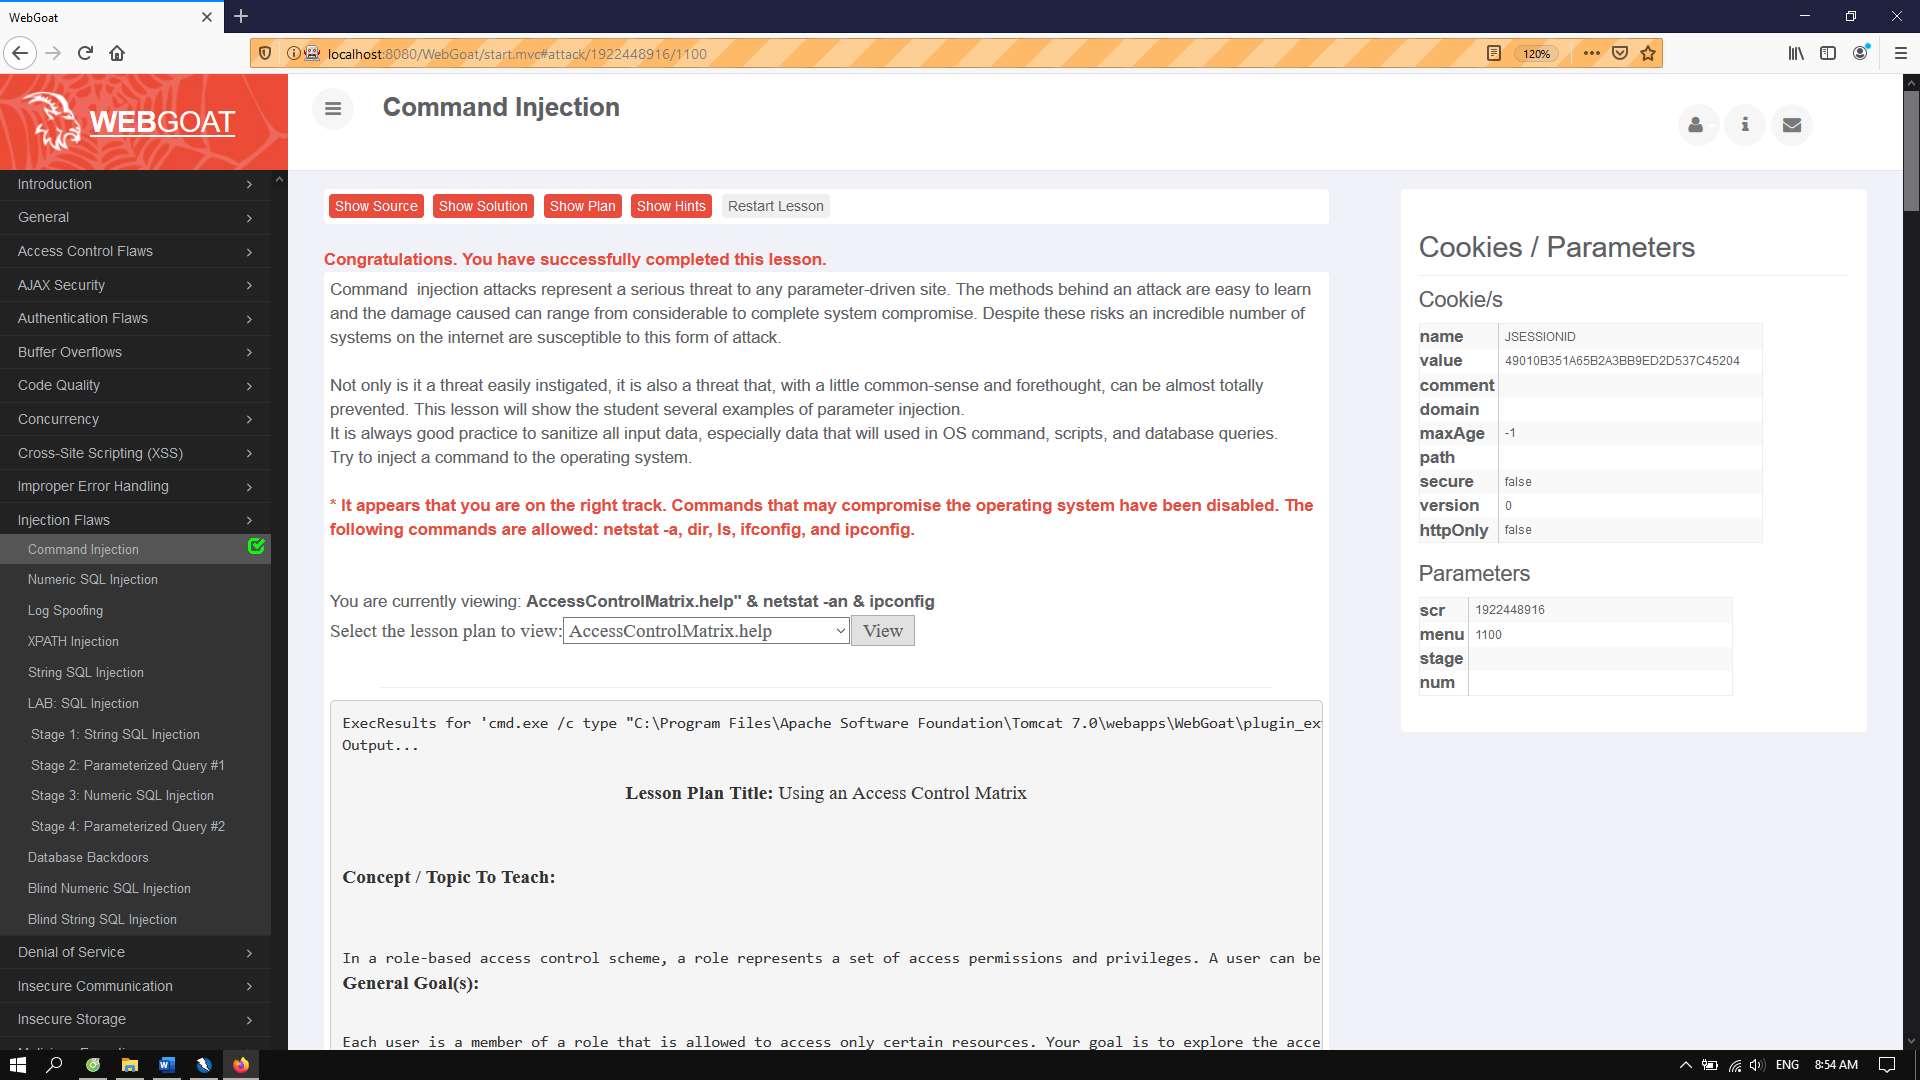 WebGoat
localhost:8080/WebGoat/start.mvc#attack/1922448916/1100
120%
WEBGOAT
Command Injection
Introduction
General
Access Control Flaws
AJAX Security
Authentication Flaws
Buffer Overflows
Code Quality
Concurrency
Cross-Site Scripting (XSS)
Improper Error Handling
Injection Flaws
Command Injection
Numeric SQL Injection
Log Spoofing
XPATH Injection
String SQL Injection
LAB: SQL Injection
Stage 1: String SQL Injection
Stage 2: Parameterized Query #1
Stage 3: Numeric SQL Injection
Stage 4: Parameterized Query #2
Database Backdoors
Blind Numeric SQL Injection
Blind String SQL Injection
Denial of Service
Insecure Communication
Insecure Storage
Show Source Show Solution Show Plan Show Hints Restart Lesson
Congratulations. You have successfully completed this lesson.
Command injection attacks represent a serious threat to any parameter-driven site. The methods behind an attack are easy to learn
and the damage caused can range from considerable to complete system compromise. Despite these risks an incredible number of
systems on the internet are susceptible to this form of attack.
Not only is it a threat easily instigated, it is also a threat that, with a little common-sense and forethought, can be almost totally
prevented. This lesson will show the student several examples of parameter injection.
It is always good practice to sanitize all input data, especially data that will used in OS command, scripts, and database queries.
Try to inject a command to the operating system.
* It appears that you are on the right track. Commands that may compromise the operating system have been disabled. The
following commands are allowed: netstat -a, dir, ls, ifconfig, and ipconfig.
You are currently viewing: AccessControlMatrix.help" & netstat -an & ipconfig
Select the lesson plan to view: AccessControlMatrix.help View
ExecResults for 'cmd.exe /c type "C:\Program Files\Apache Software Foundation\Tomcat 7.0\webapps\WebGoat\plugin_ex
Output...
Lesson Plan Title: Using an Access Control Matrix
Concept / Topic To Teach:
In a role-based access control scheme, a role represents a set of access permissions and privileges. A user can be
General Goal(s):
Each user is a member of a role that is allowed to access only certain resources. Your goal is to explore the acce
Cookies / Parameters
Cookie/s
name JSESSIONID
value 49010B351A65B2A3BB9ED2D537C45204
comment
domain
maxAge -1
path
secure false
version 0
httpOnly false
Parameters
scr 1922448916
menu 1100
stage
num
ENG 8:54 AM